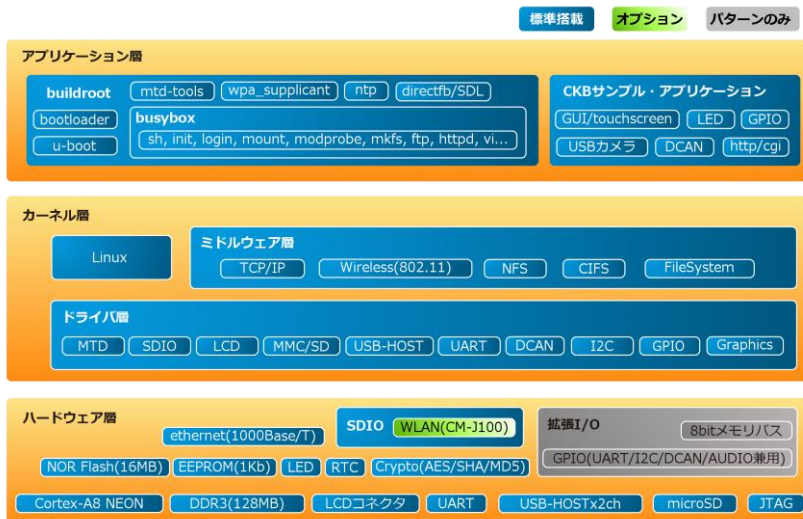 標準搭載 オプション パターンのみ
アプリケーション層
buildroot mtd-tools wpa_supplicant ntp directfb/SDL
bootloader
u-boot
busybox
sh, init, login, mount, modprobe, mkfs, ftp, httpd, vi...
CKBサンプル・アプリケーション
GUI/touchscreen LED GPIO
USBカメラ DCAN http/cgi
カーネル層
Linux
ミドルウェア層
TCP/IP Wireless(802.11) NFS CIFS FileSystem
ドライバ層
MTD SDIO LCD MMC/SD USB-HOST UART DCAN I2C GPIO Graphics
ハードウェア層
ethernet(1000Base/T)
SDIO WLAN(CM-J100)
拡張I/O
8bitメモリバス
GPIO(UART/I2C/DCAN/AUDIO兼用)
NOR Flash(16MB) EEPROM(1Kb) LED RTC Crypto(AES/SHA/MD5)
Cortex-A8 NEON DDR3(128MB) LCDコネクタ UART USB-HOSTx2ch microSD JTAG